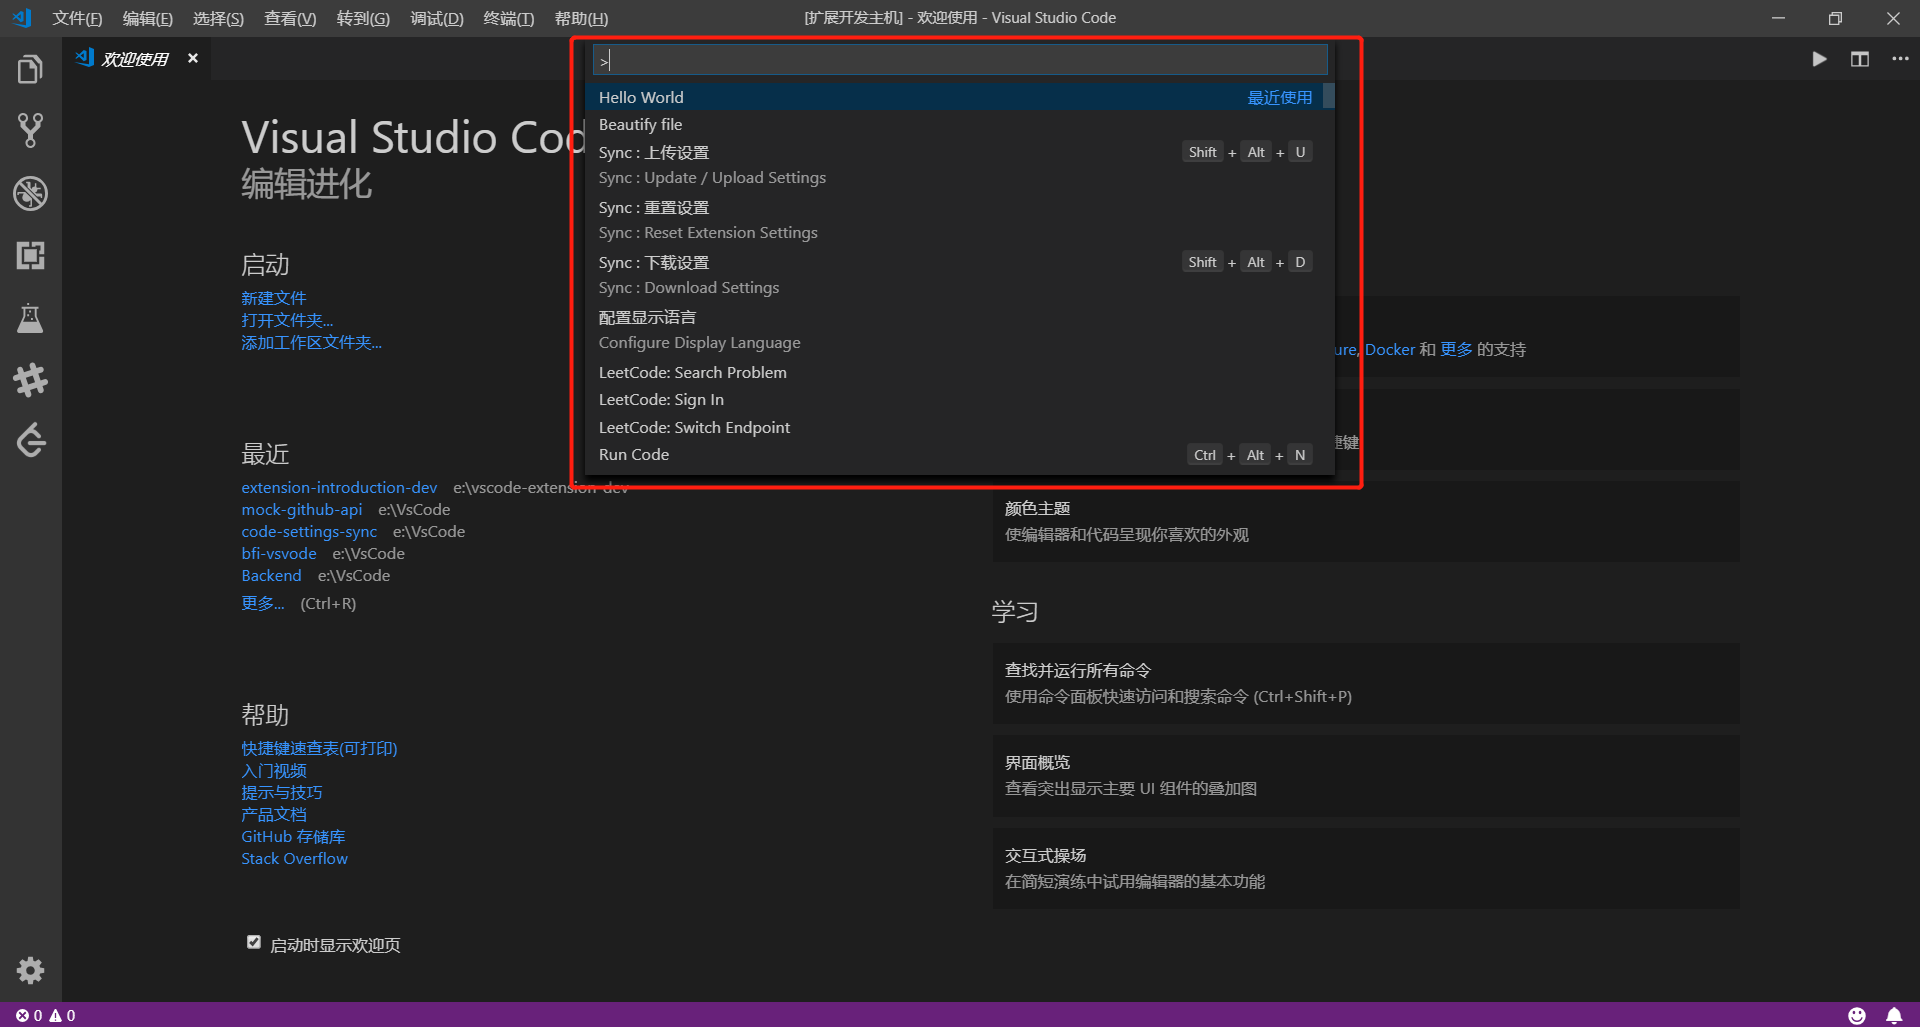 文件(F) 编辑(E) 选择(S) 查看(V) 转到(G) 调试(D) 终端(T) 帮助(H) [扩展开发主机] - 欢迎使用 - Visual Studio Code
欢迎使用
>
Hello World 最近使用
Beautify file
Sync : 上传设置 Shift + Alt + U
Sync : Update / Upload Settings
Sync : 重置设置
Sync : Reset Extension Settings
Sync : 下载设置 Shift + Alt + D
Sync : Download Settings
配置显示语言
Configure Display Language
LeetCode: Search Problem
LeetCode: Sign In
LeetCode: Switch Endpoint
Run Code Ctrl + Alt + N
Visual Studio Cod
编辑进化
启动
新建文件
打开文件夹...
添加工作区文件夹...
最近
extension-introduction-dev e:\vscode-extension-dev
mock-github-api e:\VsCode
code-settings-sync e:\VsCode
bfi-vsvode e:\VsCode
Backend e:\VsCode
更多... (Ctrl+R)
帮助
快捷键速查表(可打印)
入门视频
提示与技巧
产品文档
GitHub 存储库
Stack Overflow
启动时显示欢迎页
ure, Docker 和 更多 的支持
捷键
颜色主题
使编辑器和代码呈现你喜欢的外观
学习
查找并运行所有命令
使用命令面板快速访问和搜索命令 (Ctrl+Shift+P)
界面概览
查看突出显示主要 UI 组件的叠加图
交互式操场
在简短演练中试用编辑器的基本功能
0 0